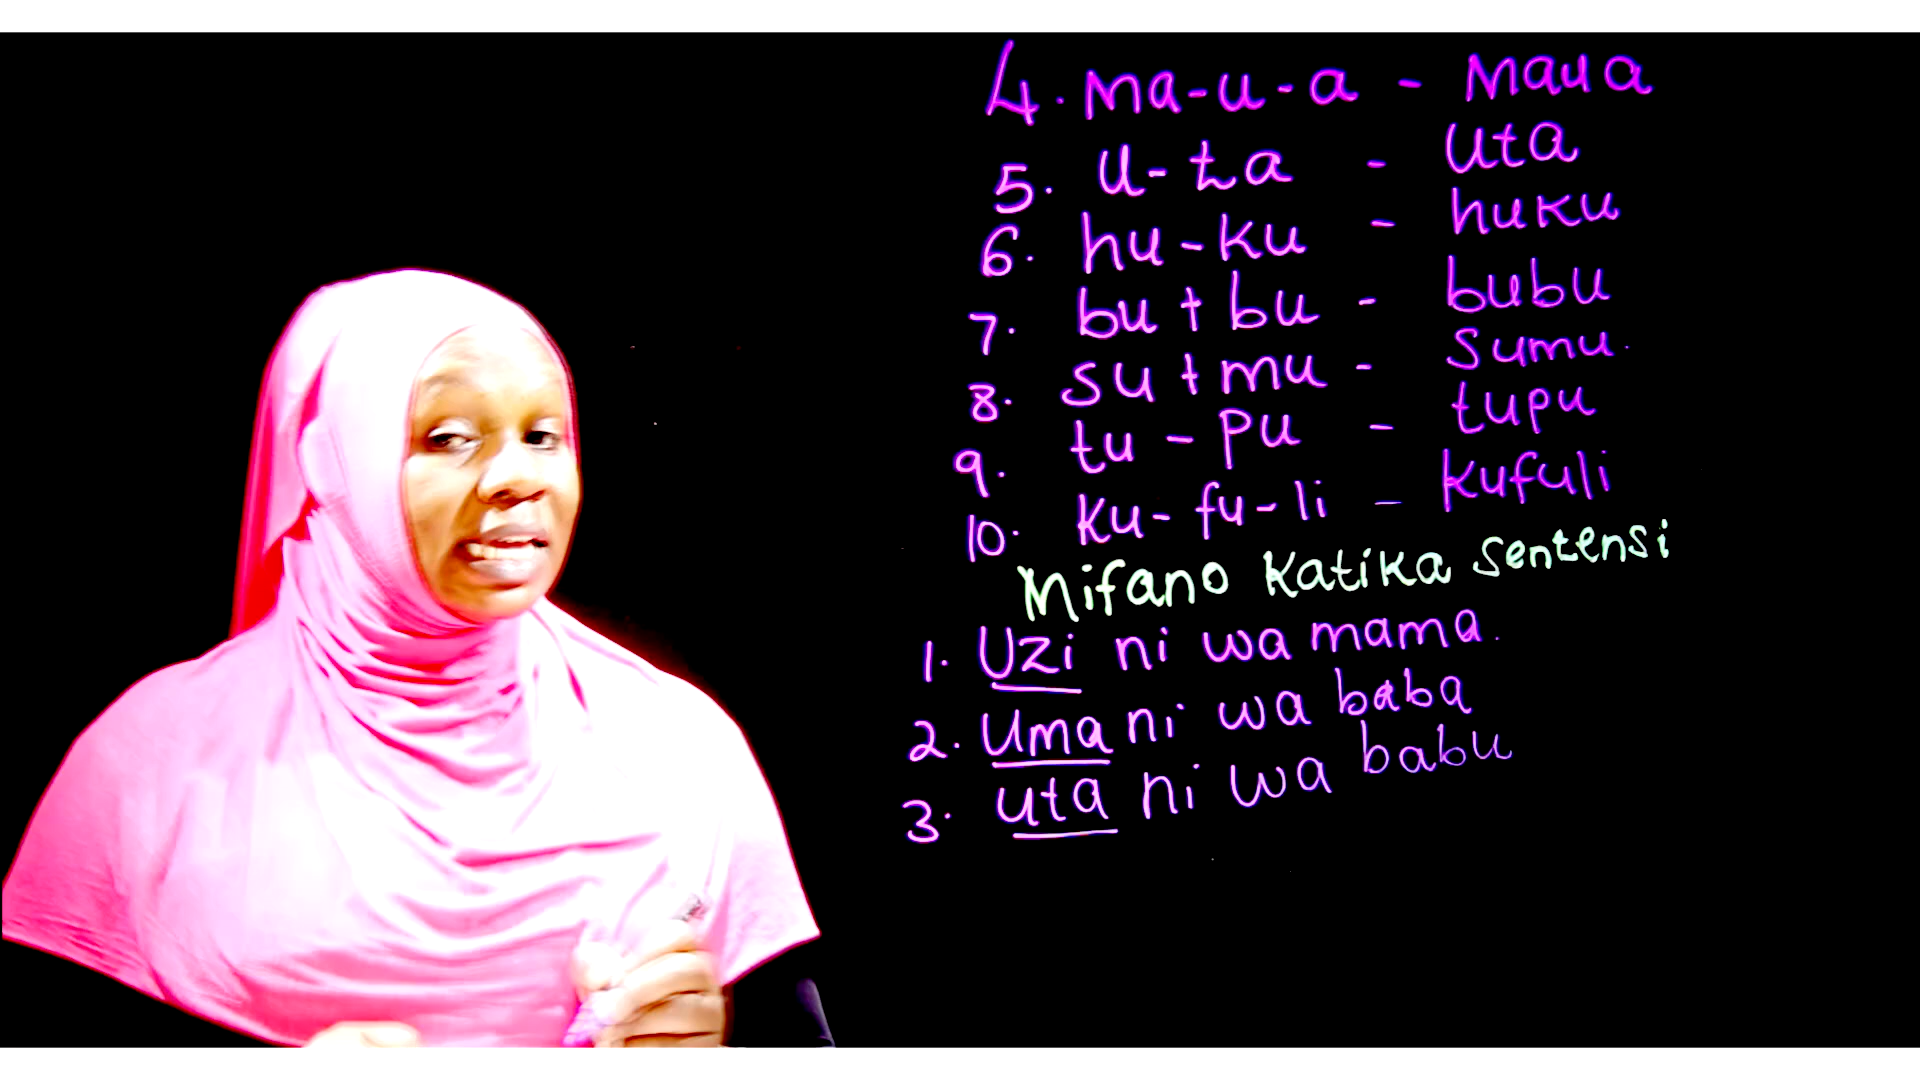 4. Ma-u-a - Maua
5. U-ta - Uta
6. hu-ku - huku
7. bu+bu - bubu
8. su+mu - sumu.
9. tu-pu - tupu
10. ku-fu-li - kufuli
Mifano katika sentensi
1. Uzi ni wa mama.
2. Uma ni wa baba
3. uta ni wa babu